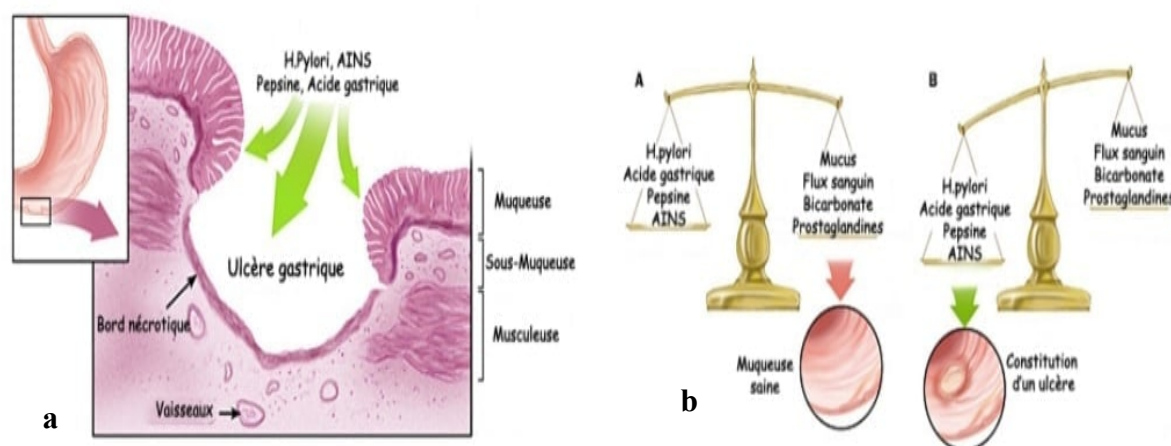 H.Pylori, AINS
Pepsine, Acide gastrique
Ulcère gastrique
Bord nécrotique
Vaisseaux
Muqueuse
Sous-Muqueuse
Musculeuse
a
A
H.pylori
Acide gastrique
Pepsine
AINS
Mucus
Flux sanguin
Bicarbonate
Prostaglandines
Muqueuse
saine
B
H.pylori
Acide gastrique
Pepsine
AINS
Mucus
Flux sanguin
Bicarbonate
Prostaglandines
Constitution
d'un ulcère
b